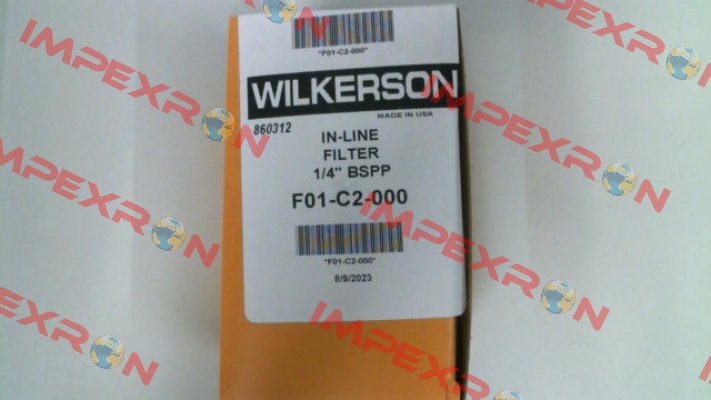 "F01-C2-000"
WILKERSON
MADE IN USA
860312
IN-LINE
FILTER
1/4" BSPP
F01-C2-000
"F01-C2-000"
8/9/2023
IMPEXRON
IMPEXRON
IMPEXRON
IMPEXRON
IMPEXRON